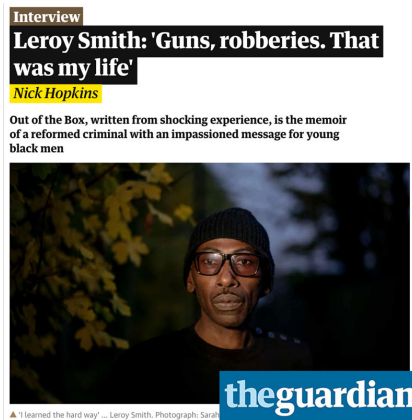 Interview
Leroy Smith: 'Guns, robberies. That
was my life'
Nick Hopkins
Out of the Box, written from shocking experience, is the memoir
of a reformed criminal with an impassioned message for young
black men
▲ 'I learned the hard way' ... Leroy Smith. Photograph: Sarah
theguardian